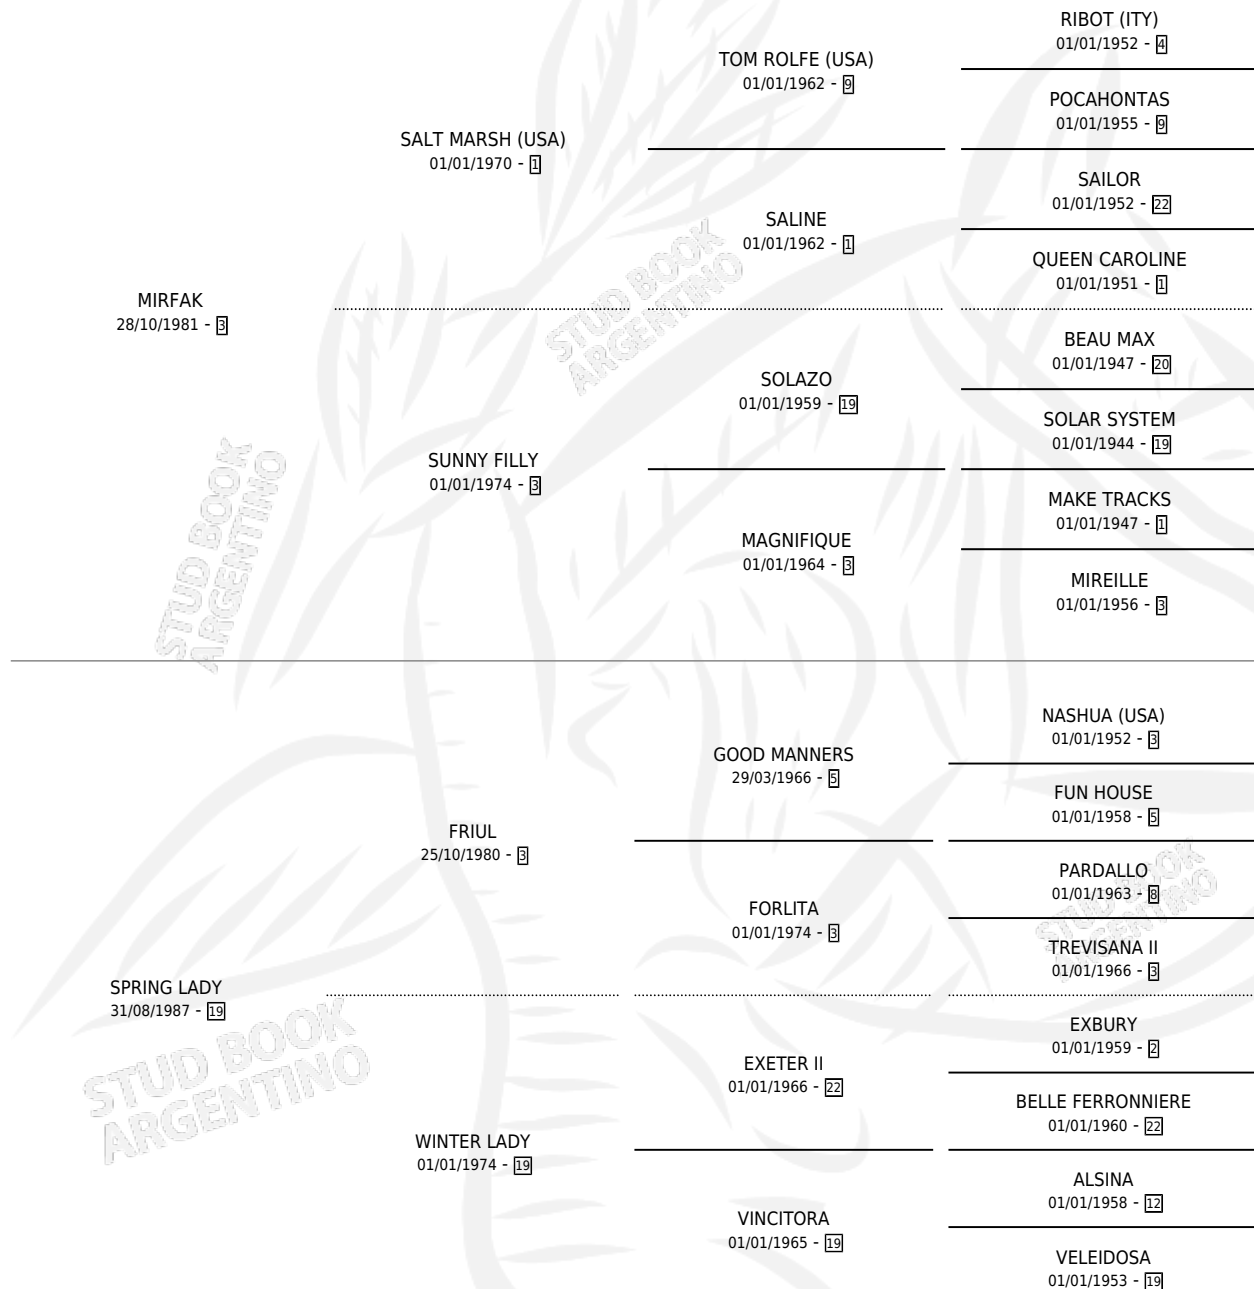 RIBOT (ITY)
01/01/1952 - 4
TOM ROLFE (USA)
01/01/1962 - 9
POCAHONTAS
01/01/1955 - 9
SALT MARSH (USA)
01/01/1970 - 1
SAILOR
01/01/1952 - 22
SALINE
01/01/1962 - 1
QUEEN CAROLINE
01/01/1951 - 1
MIRFAK
28/10/1981 - 3
BEAU MAX
01/01/1947 - 20
SOLAZO
01/01/1959 - 19
SOLAR SYSTEM
01/01/1944 - 19
SUNNY FILLY
01/01/1974 - 3
MAKE TRACKS
01/01/1947 - 1
MAGNIFIQUE
01/01/1964 - 3
MIREILLE
01/01/1956 - 3
NASHUA (USA)
01/01/1952 - 3
GOOD MANNERS
29/03/1966 - 5
FUN HOUSE
01/01/1958 - 5
FRIUL
25/10/1980 - 3
PARDALLO
01/01/1963 - 8
FORLITA
01/01/1974 - 3
TREVISANA II
01/01/1966 - 3
SPRING LADY
31/08/1987 - 19
EXBURY
01/01/1959 - 2
EXETER II
01/01/1966 - 22
BELLE FERRONNIERE
01/01/1960 - 22
WINTER LADY
01/01/1974 - 19
ALSINA
01/01/1958 - 12
VINCITORA
01/01/1965 - 19
VELEIDOSA
01/01/1953 - 19
STUD BOOK
ARGENTINO
STUD BOOK
ARGENTINO
STUD BOOK
ARGENTINO
STUD BOOK
ARGENTINO